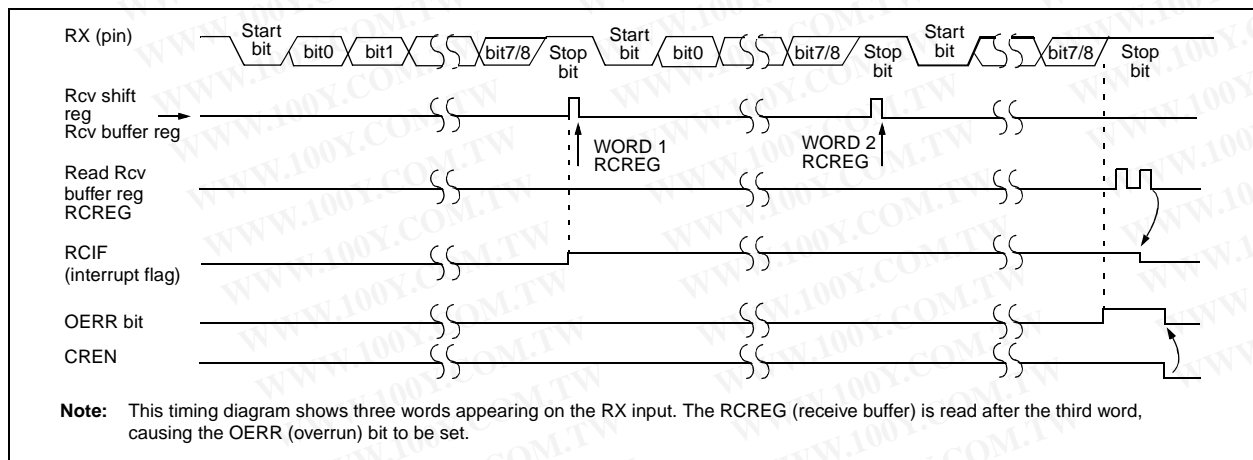 RX (pin)
Start bit
bit0
bit1
bit7/8
Stop bit
Start bit
bit0
bit7/8
Stop bit
Start bit
bit7/8
Stop bit
Rcv shift
reg
Rcv buffer reg
WORD 1
RCREG
WORD 2
RCREG
Read Rcv
buffer reg
RCREG
RCIF
(interrupt flag)
OERR bit
CREN
Note: This timing diagram shows three words appearing on the RX input. The RCREG (receive buffer) is read after the third word,
causing the OERR (overrun) bit to be set.
WWW.100Y.COM.TW